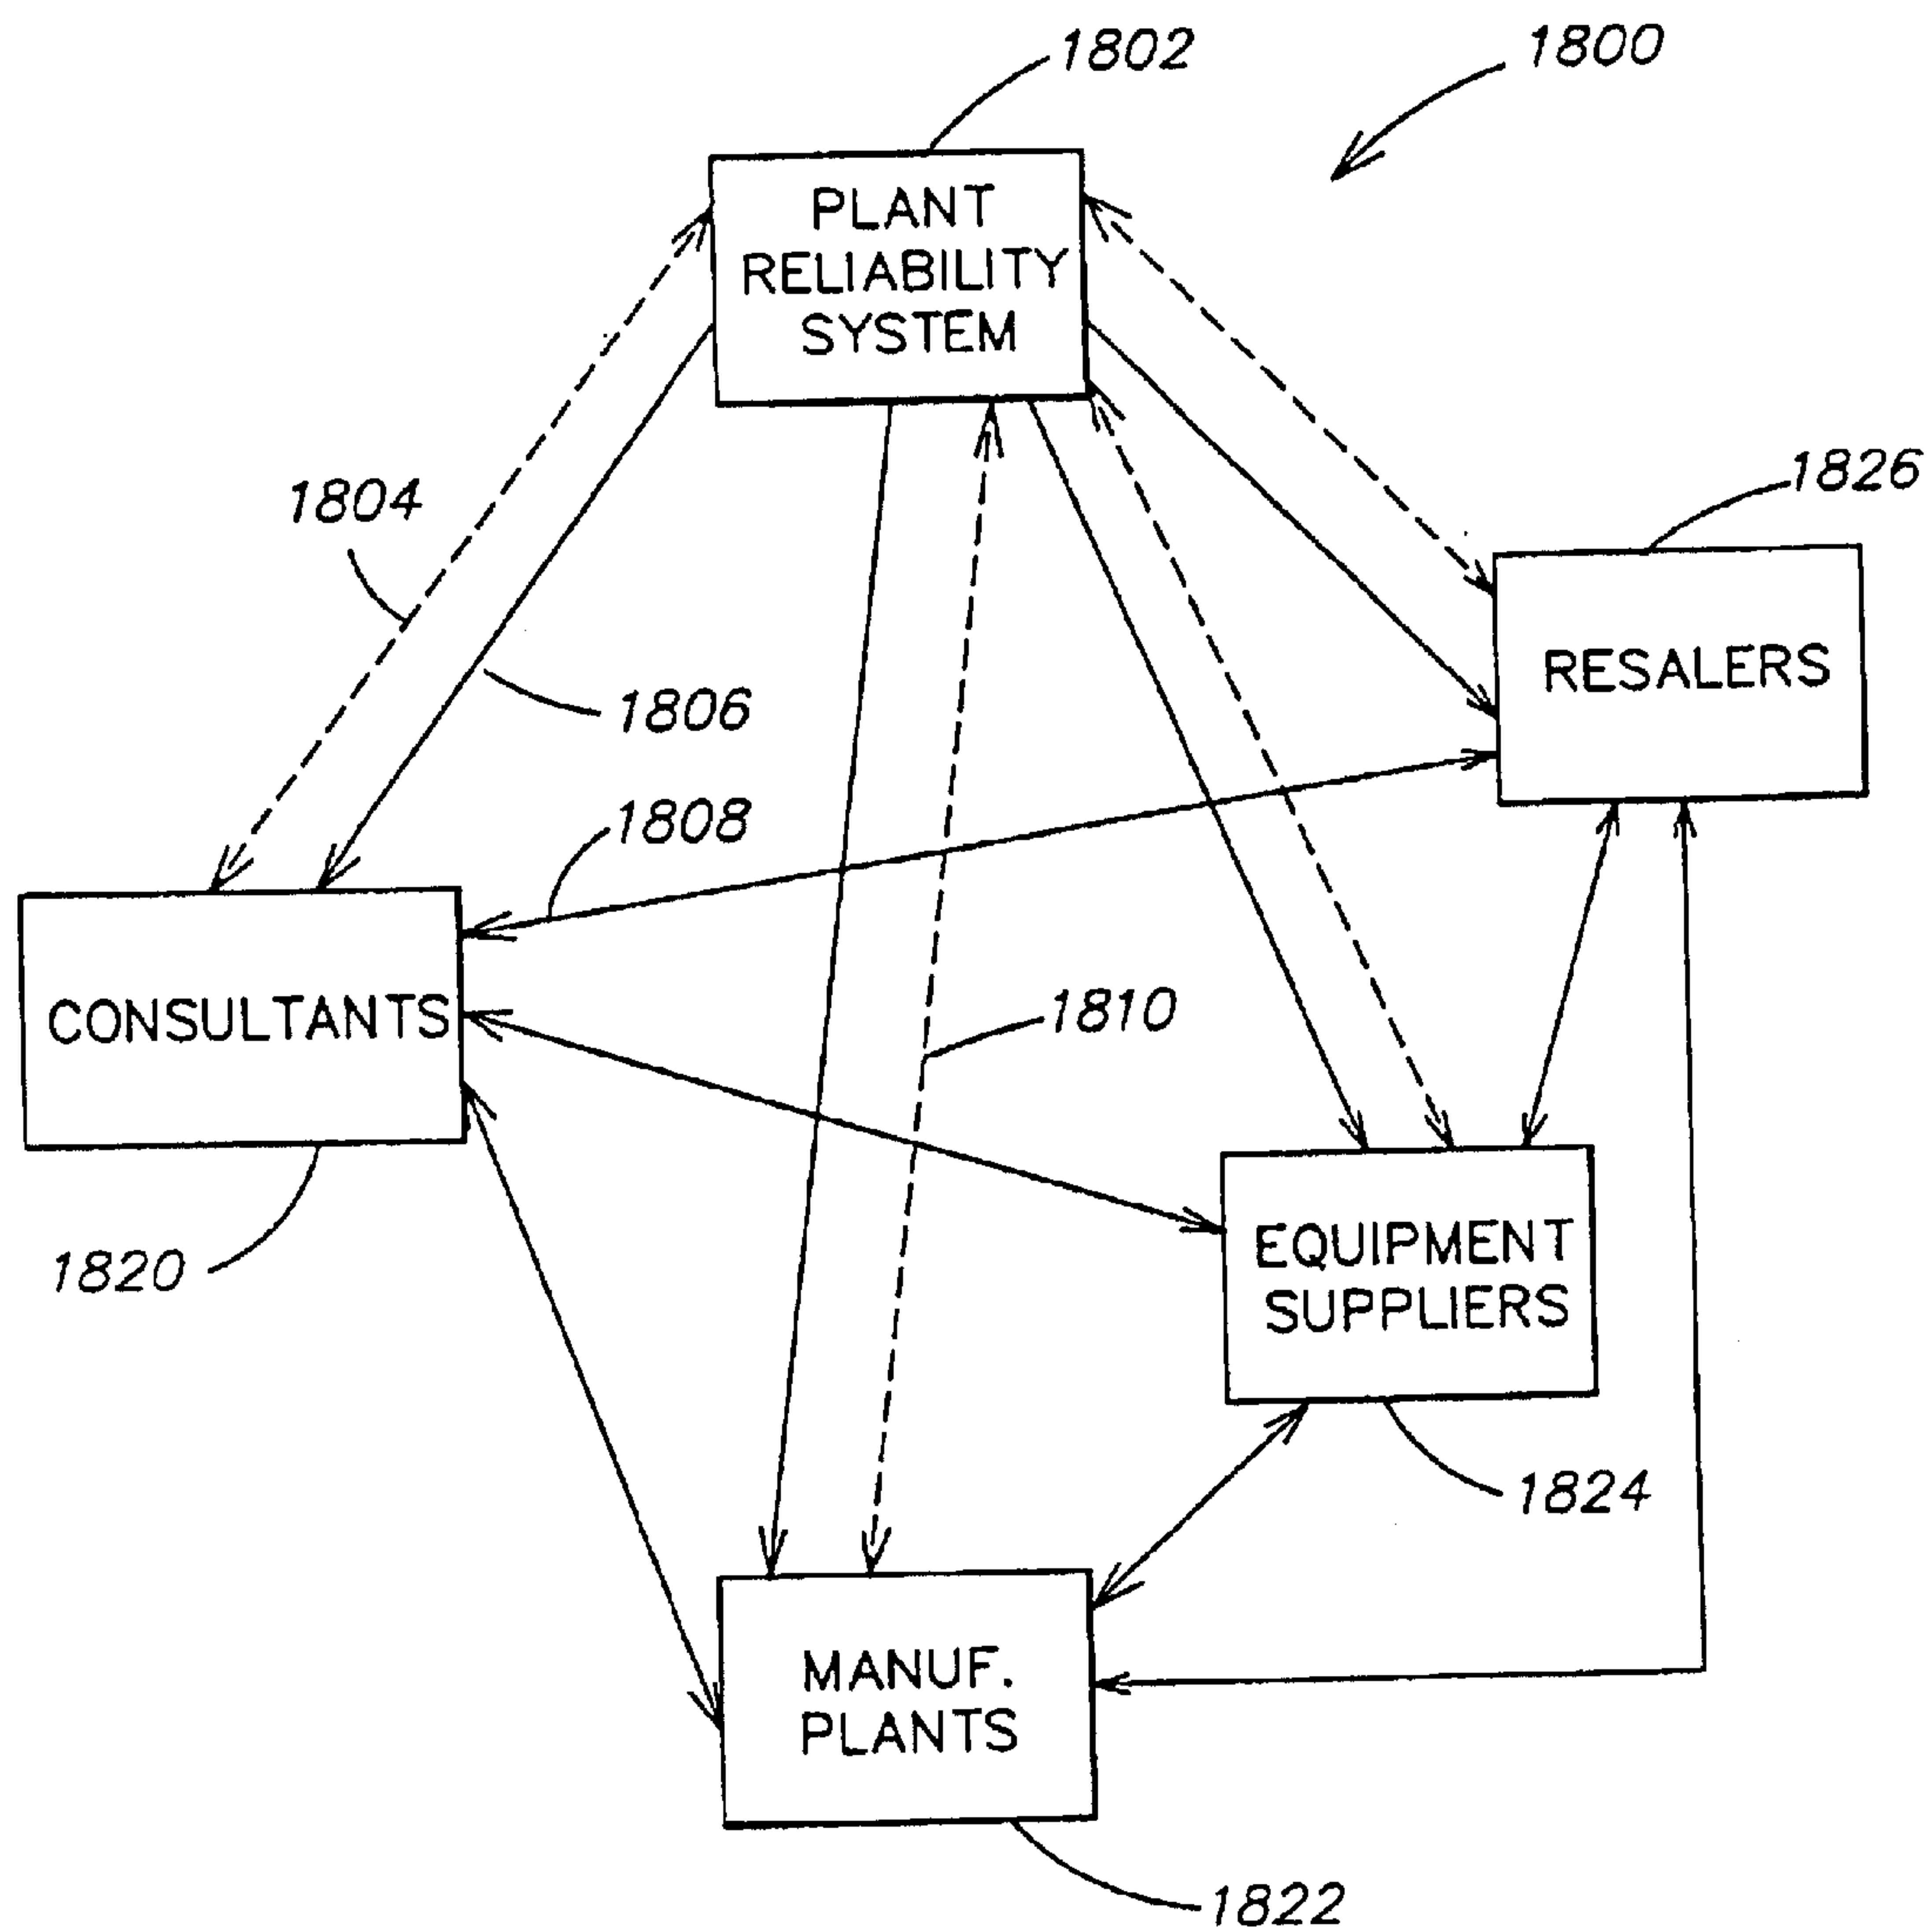 1802
1800
PLANT
RELIABILITY
SYSTEM
1804
1826
RESALERS
1806
1808
CONSULTANTS
1810
1820
EQUIPMENT
SUPPLIERS
1824
MANUF.
PLANTS
1822